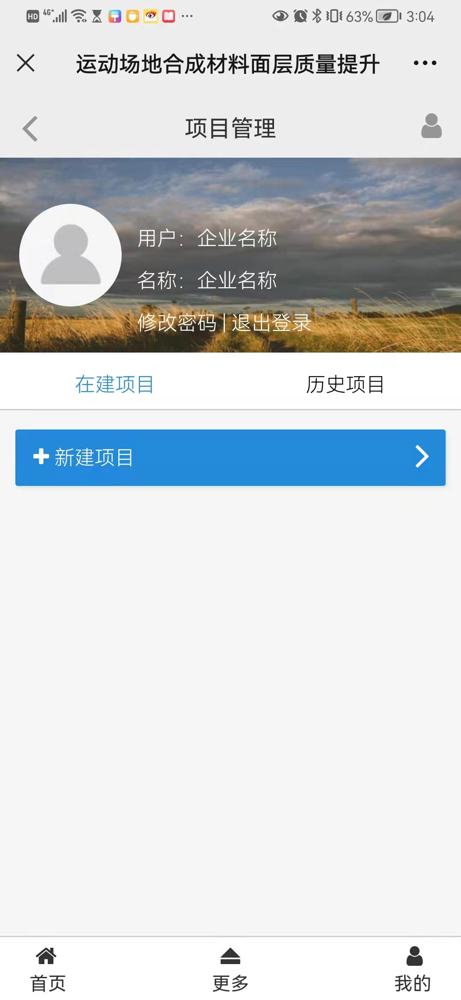 HD 4G+ 63% 3:04
运动场地合成材料面层质量提升
项目管理
用户：企业名称
名称：企业名称
修改密码 | 退出登录
在建项目 历史项目
新建项目
首页 更多 我的